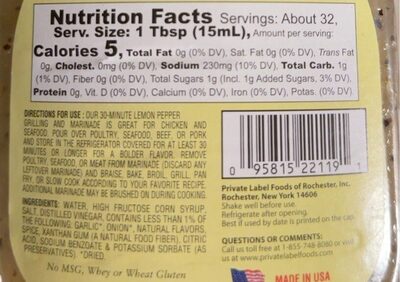 Nutrition Facts Servings: About 32,
Serv. Size: 1 Tbsp (15mL), Amount per serving:
Calories 5, Total Fat 0g (0% DV), Sat. Fat 0g (0% DV), Trans Fat
0g, Cholest. 0mg (0% DV), Sodium 230mg (10% DV), Total Carb. 1g
(1% DV), Fiber 0g (0% DV), Total Sugars 1g (Incl. 1g Added Sugars, 3% DV),
Protein 0g, Vit. D (0% DV), Calcium (0% DV), Iron (0% DV), Potas. (0% DV)
DIRECTIONS FOR USE : OUR 30-MINUTE LEMON PEPPER
GRILLING AND MARINADE IS GREAT FOR CHICKEN AND
SEAFOOD. POUR OVER POULTRY, SEAFOOD, BEEF, OR PORK
AND STORE IN THE REFRIGERATOR COVERED FOR AT LEAST
30 MINUTES OR LONGER FOR A BOLDER FLAVOR. REMOVE
POULTRY, SEAFOOD, OR MEAT FROM MARINADE (DISCARD ANY
LEFTOVER MARINADE) AND BRAISE, BAKE, BROIL, GRILL, PAN
FRY, OR SLOW COOK ACCORDING TO YOUR FAVORITE RECIPE.
ADDITIONAL MARINADE MAY BE BRUSHED ON DURING COOKING.
INGREDIENTS: WATER, HIGH FRUCTOSE CORN SYRUP,
SALT, DISTILLED VINEGAR, CONTAINS LESS THAN 1% OF
THE FOLLOWING: GARLIC*, ONION*, NATURAL FLAVORS,
SPICE, XANTHAN GUM (A NATURAL FOOD FIBER), CITRIC
ACID, SODIUM BENZOATE & POTASSIUM SORBATE (AS
PRESERVATIVES). *DRIED.
No MSG, Whey or Wheat Gluten
0 95815 22119 1
Private Label Foods of Rochester, Inc.
Rochester, New York 14606
Shake well before use.
Refrigerate after opening.
Best if used by date is printed on the cap.
QUESTIONS OR COMMENTS
call toll free at 1-855-748-8080 or visit
us at www.privatelabelfoods.com
MADE IN USA